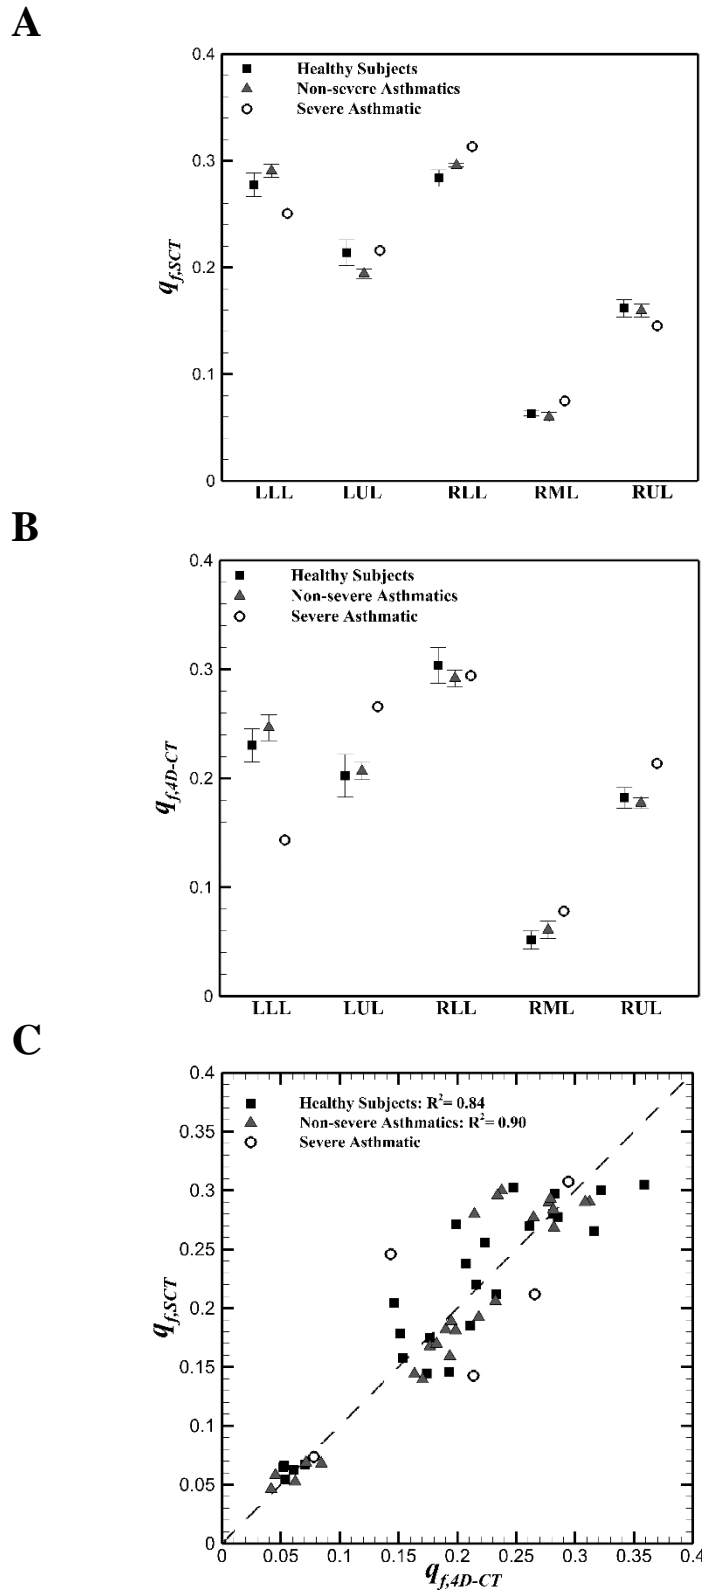 A
0.4
Healthy Subjects
Non-severe Asthmatics
Severe Asthmatic
0.3
q_f,SCT
0.2
0.1
0
LLL LUL RLL RML RUL
B
0.4
Healthy Subjects
Non-severe Asthmatics
Severe Asthmatic
0.3
q_f,4D-CT
0.2
0.1
0
LLL LUL RLL RML RUL
C
0.4
Healthy Subjects: R²= 0.84
Non-severe Asthmatics: R²= 0.90
Severe Asthmatic
0.35
0.3
0.25
q_f,SCT
0.2
0.15
0.1
0.05
0
0 0.05 0.1 0.15 0.2 0.25 0.3 0.35 0.4
q_f,4D-CT